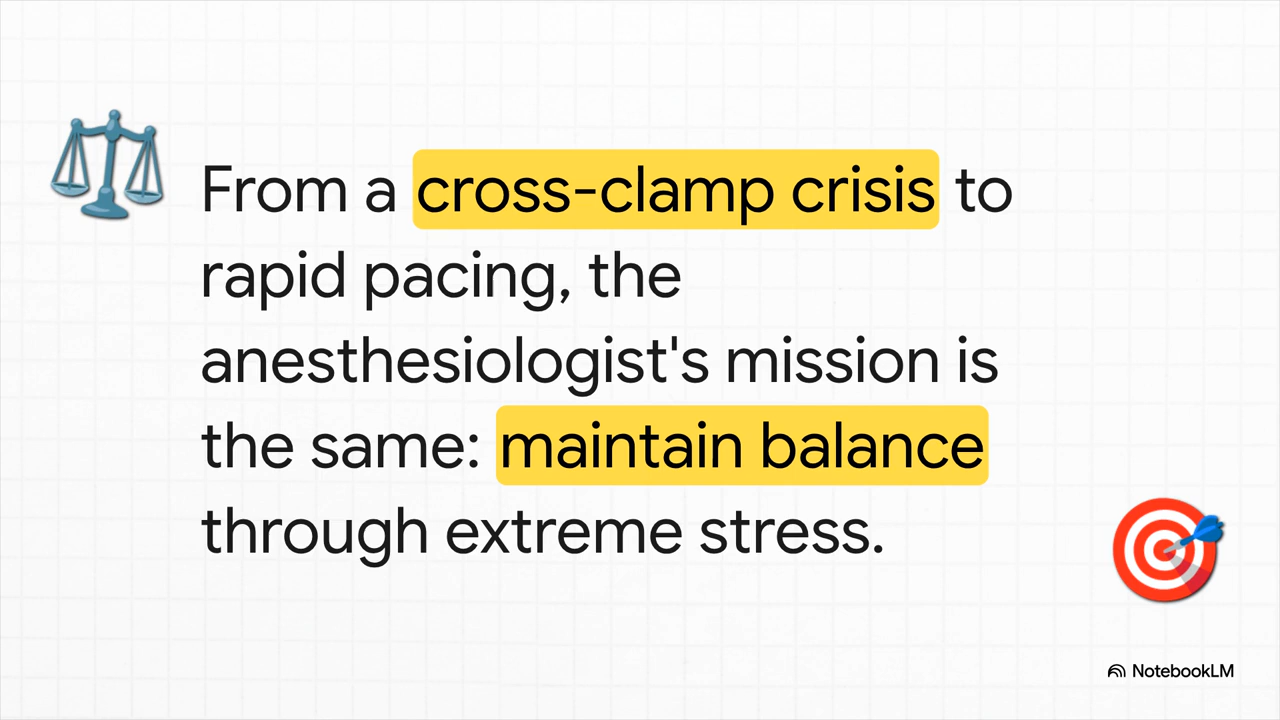 From a cross-clamp crisis to
rapid pacing, the
anesthesiologist's mission is
the same: maintain balance
through extreme stress.
NotebookLM